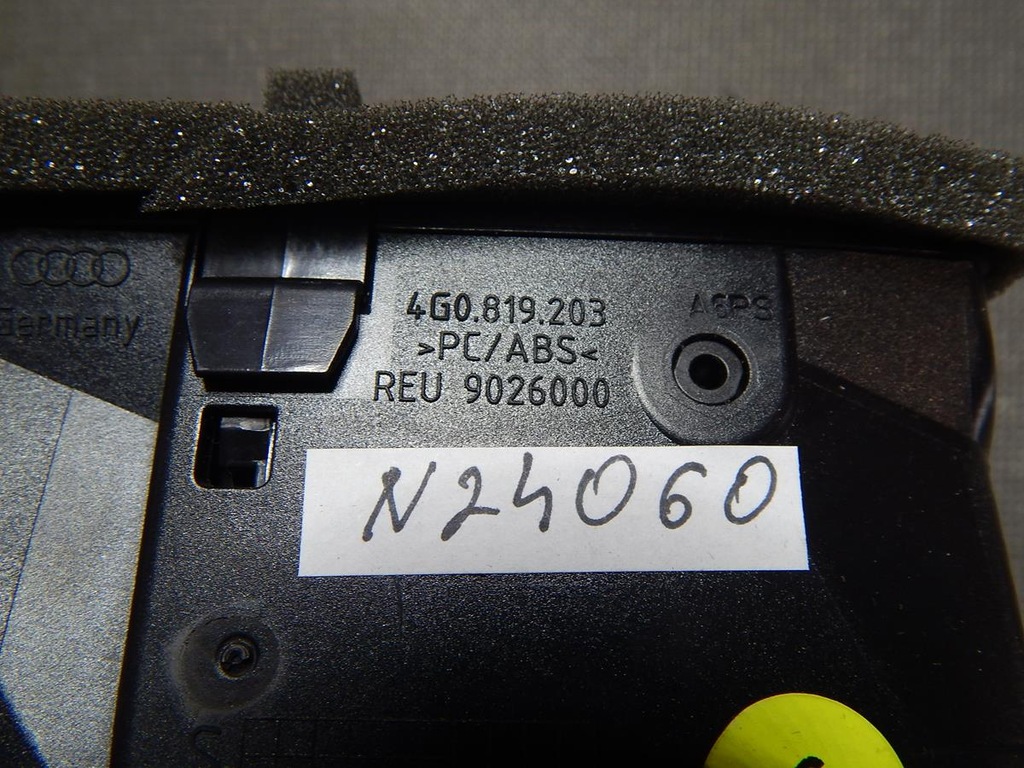 Germany
4G0.819.203
>PC/ABS<
REU 9026000
A6PS
N24060